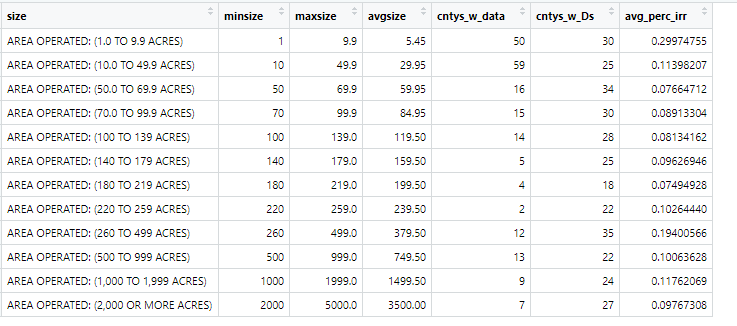 size minsize maxsize avgsize cntys_w_data cntys_w_Ds avg_perc_irr
AREA OPERATED: (1.0 TO 9.9 ACRES) 1 9.9 5.45 50 30 0.29974755
AREA OPERATED: (10.0 TO 49.9 ACRES) 10 49.9 29.95 59 25 0.11398207
AREA OPERATED: (50.0 TO 69.9 ACRES) 50 69.9 59.95 16 34 0.07664712
AREA OPERATED: (70.0 TO 99.9 ACRES) 70 99.9 84.95 15 30 0.08913304
AREA OPERATED: (100 TO 139 ACRES) 100 139.0 119.50 14 28 0.08134162
AREA OPERATED: (140 TO 179 ACRES) 140 179.0 159.50 5 25 0.09626946
AREA OPERATED: (180 TO 219 ACRES) 180 219.0 199.50 4 18 0.07494928
AREA OPERATED: (220 TO 259 ACRES) 220 259.0 239.50 2 22 0.10264440
AREA OPERATED: (260 TO 499 ACRES) 260 499.0 379.50 12 35 0.19400566
AREA OPERATED: (500 TO 999 ACRES) 500 999.0 749.50 13 22 0.10063628
AREA OPERATED: (1,000 TO 1,999 ACRES) 1000 1999.0 1499.50 9 24 0.11762069
AREA OPERATED: (2,000 OR MORE ACRES) 2000 5000.0 3500.00 7 27 0.09767308